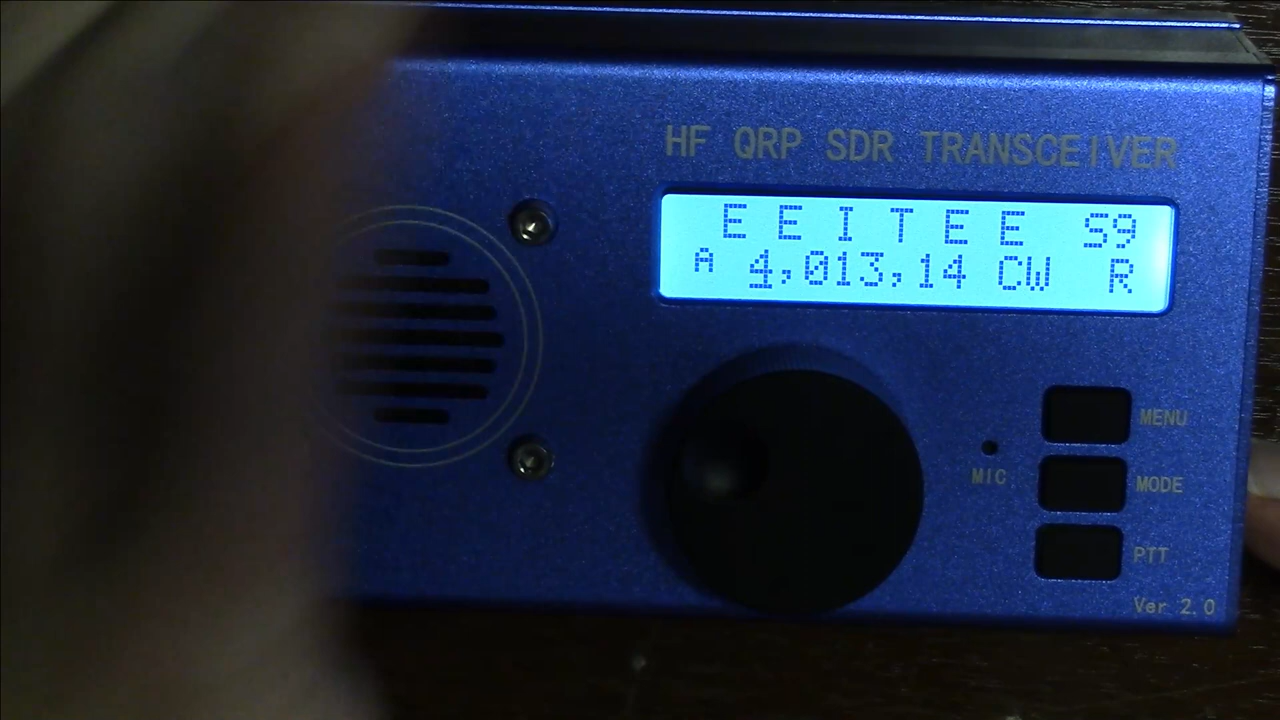 HF QRP SDR TRANSCEIVER
E E I T E E S9
A 4,013,14 CW R
MENU
MIC
MODE
PTT
Ver 2.0